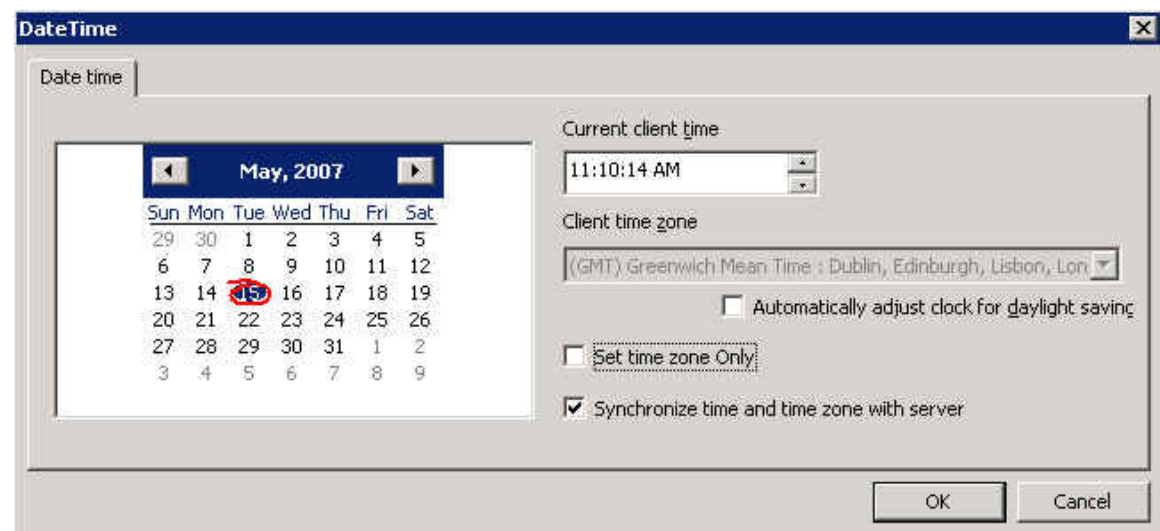 DateTime
Date time
May, 2007
Sun Mon Tue Wed Thu Fri Sat
29 30 1 2 3 4 5
6 7 8 9 10 11 12
13 14 15 16 17 18 19
20 21 22 23 24 25 26
27 28 29 30 31 1 2
3 4 5 6 7 8 9
Current client time
11:10:14 AM
Client time zone
(GMT) Greenwich Mean Time : Dublin, Edinburgh, Lisbon, Lon
Automatically adjust clock for daylight saving
Set time zone Only
Synchronize time and time zone with server
OK Cancel